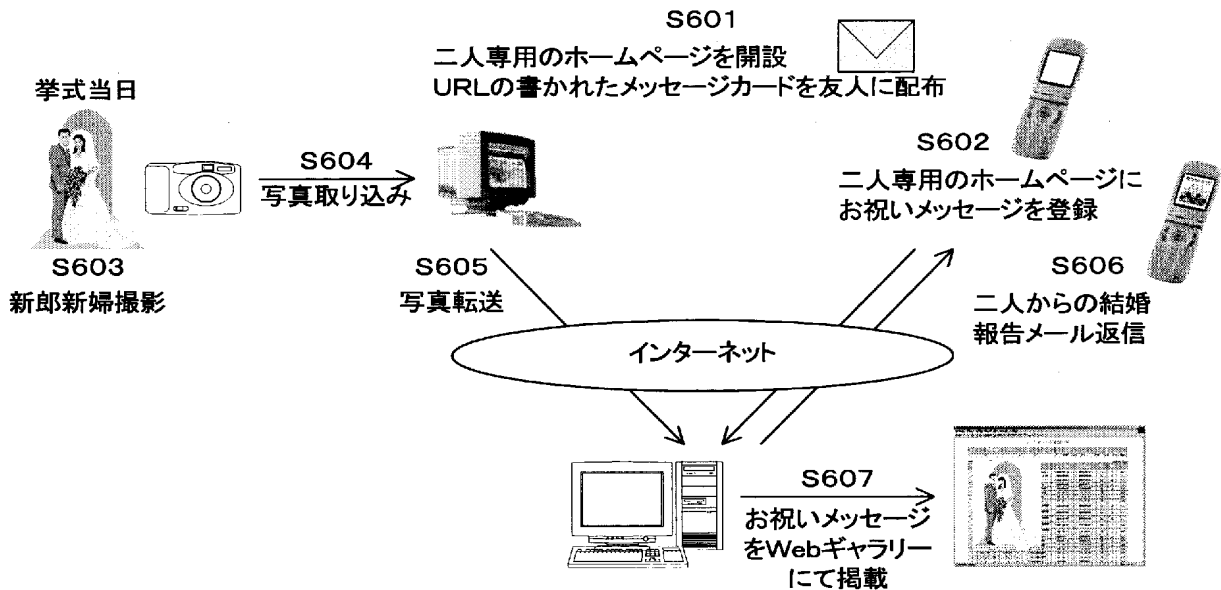 S601
二人専用のホームページを開設
URLの書かれたメッセージカードを友人に配布
挙式当日
S603
新郎新婦撮影
S604
写真取り込み
S602
二人専用のホームページに
お祝いメッセージを登録
S605
写真転送
S606
二人からの結婚
報告メール返信
インターネット
S607
お祝いメッセージ
をWebギャラリー
にて掲載